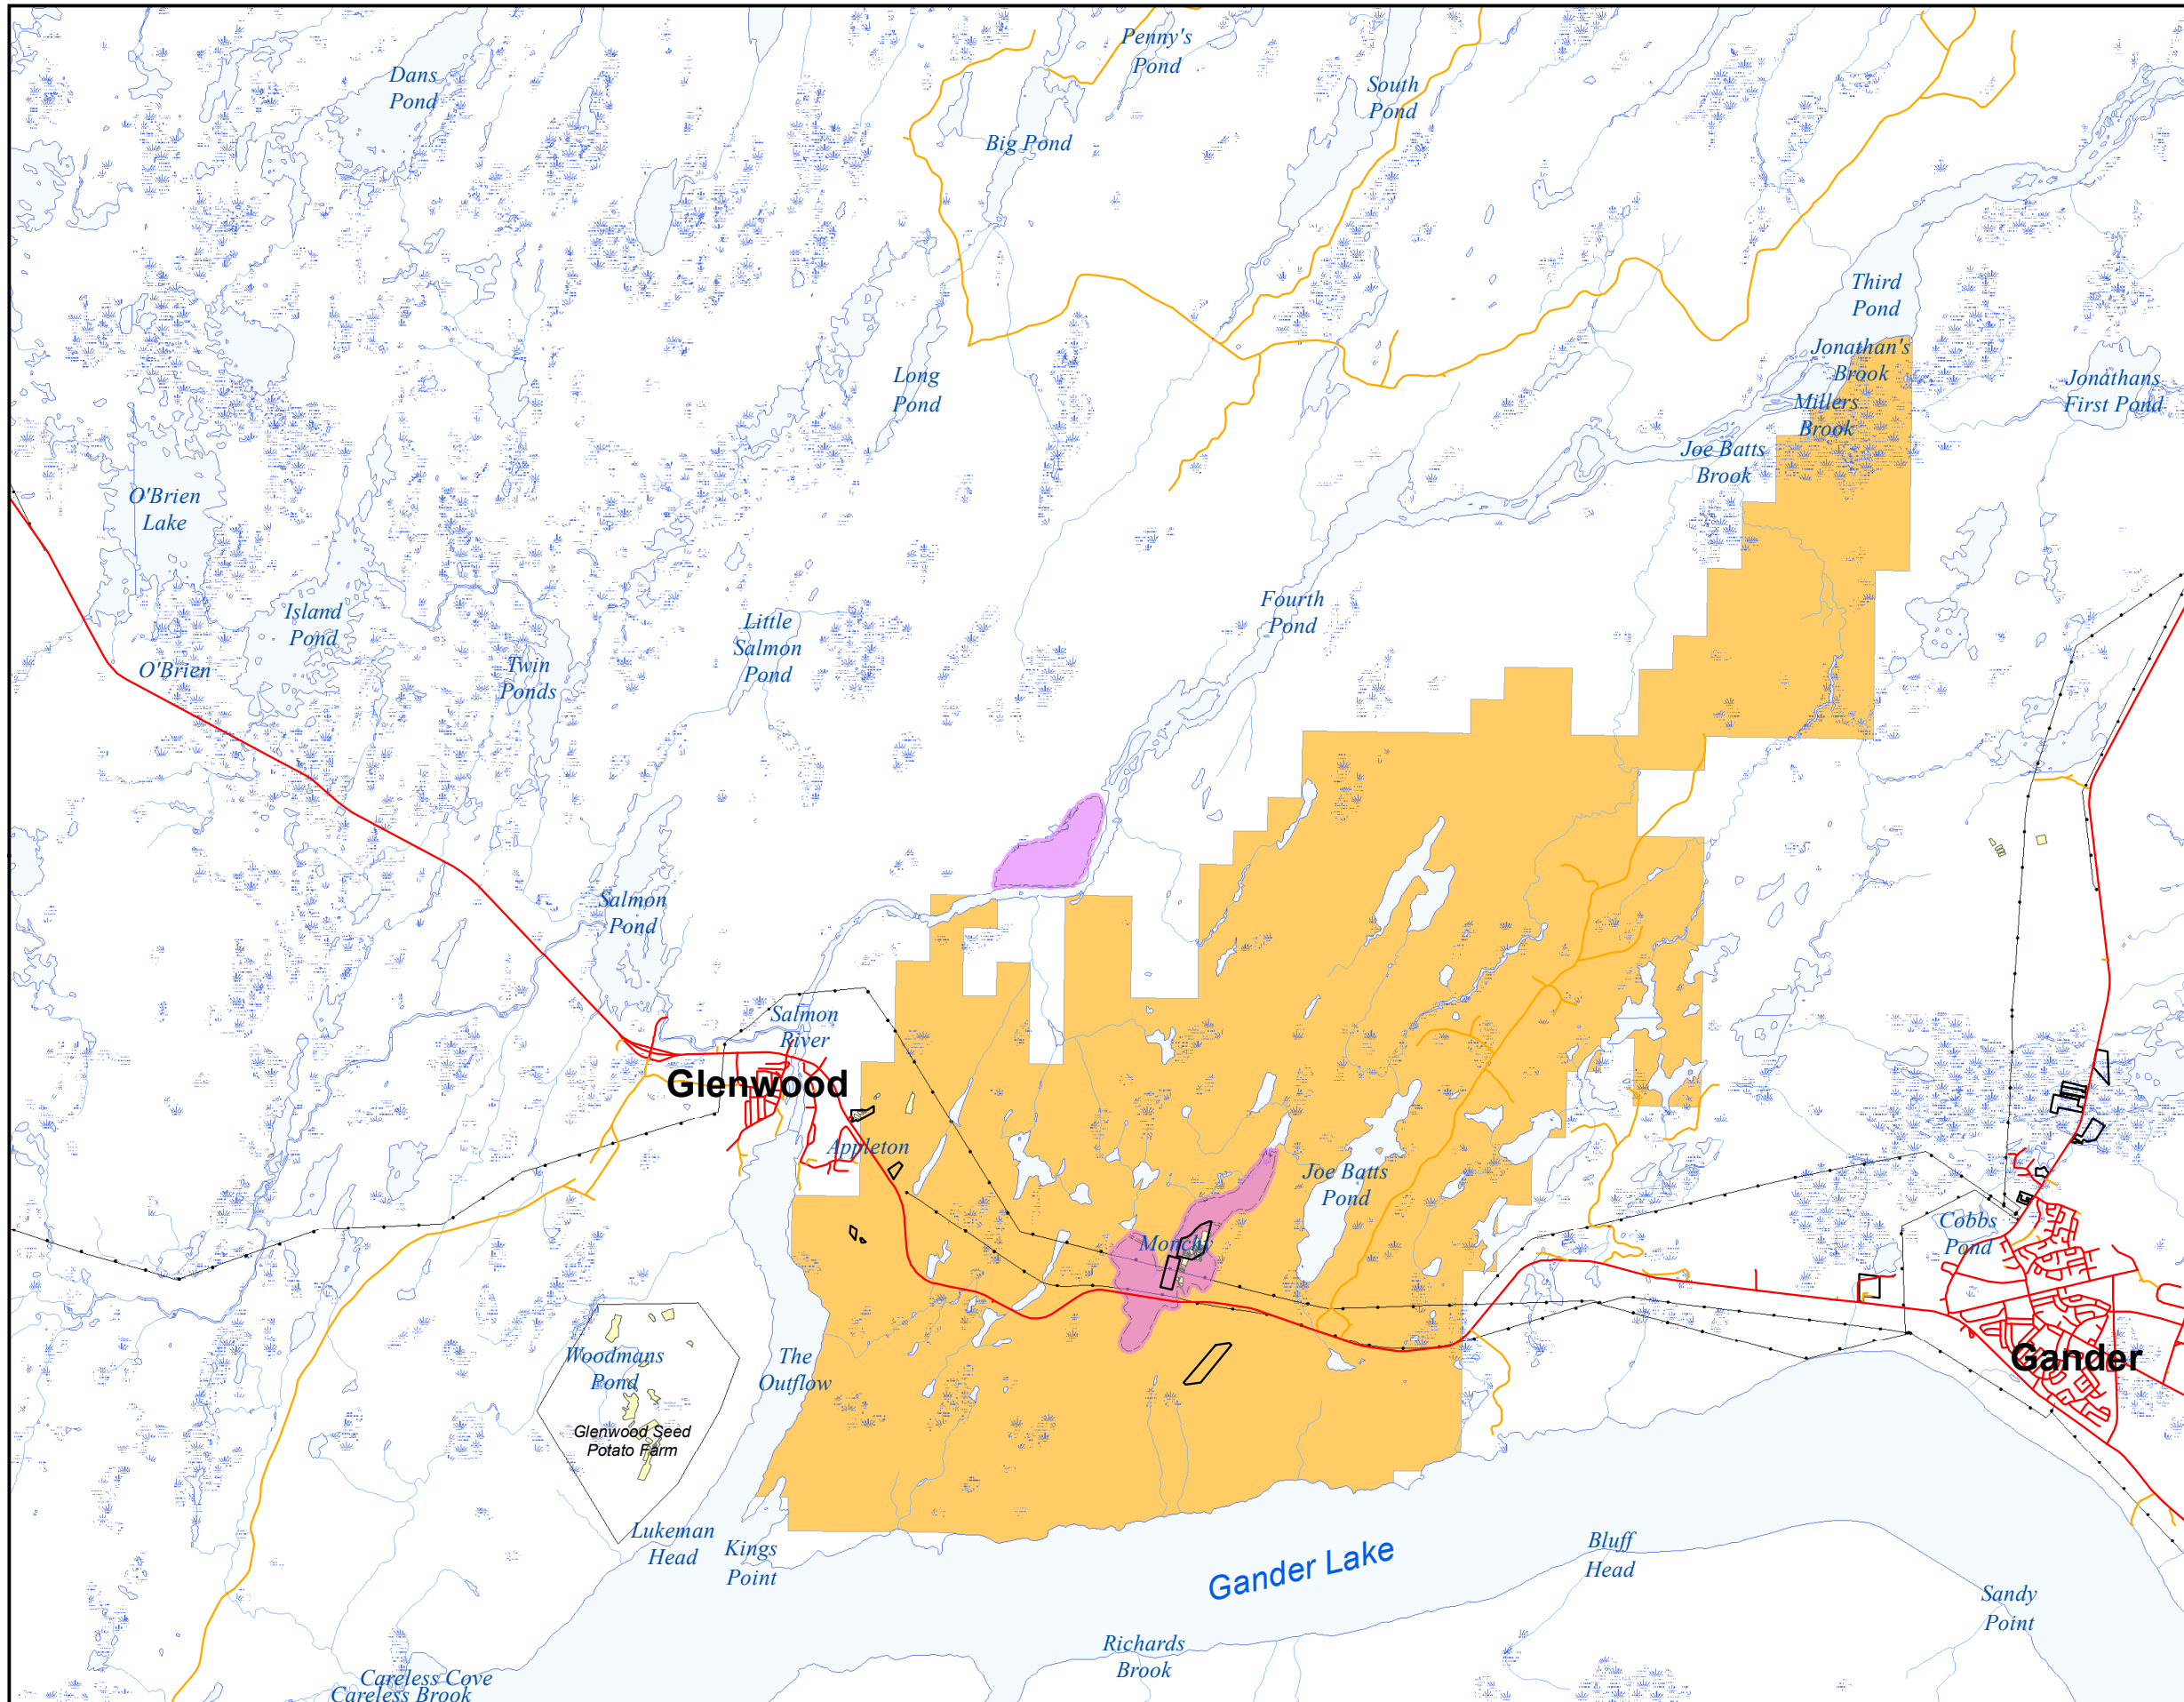 Penny's
Pond
Dans
Pond
South
Pond
Big Pond
Third
Pond
Jonathan's
Brook
Jonathans
First Pond
Long
Pond
Millers
Brook
Joe Batts
Brook
O'Brien
Lake
Fourth
Pond
Island
Pond
Little
Salmon
Pond
O'Brien
Twin
Ponds
Salmon
Pond
Salmon
River
Glenwood
Appleton
Joe Batts
Pond
Cobbs
Pond
Monchy
Woodmans
Pond
The
Outflow
Gander
Glenwood Seed
Potato Farm
Lukeman
Head
Kings
Point
Gander Lake
Bluff
Head
Sandy
Point
Richards
Brook
Careless Cove
Careless Brook